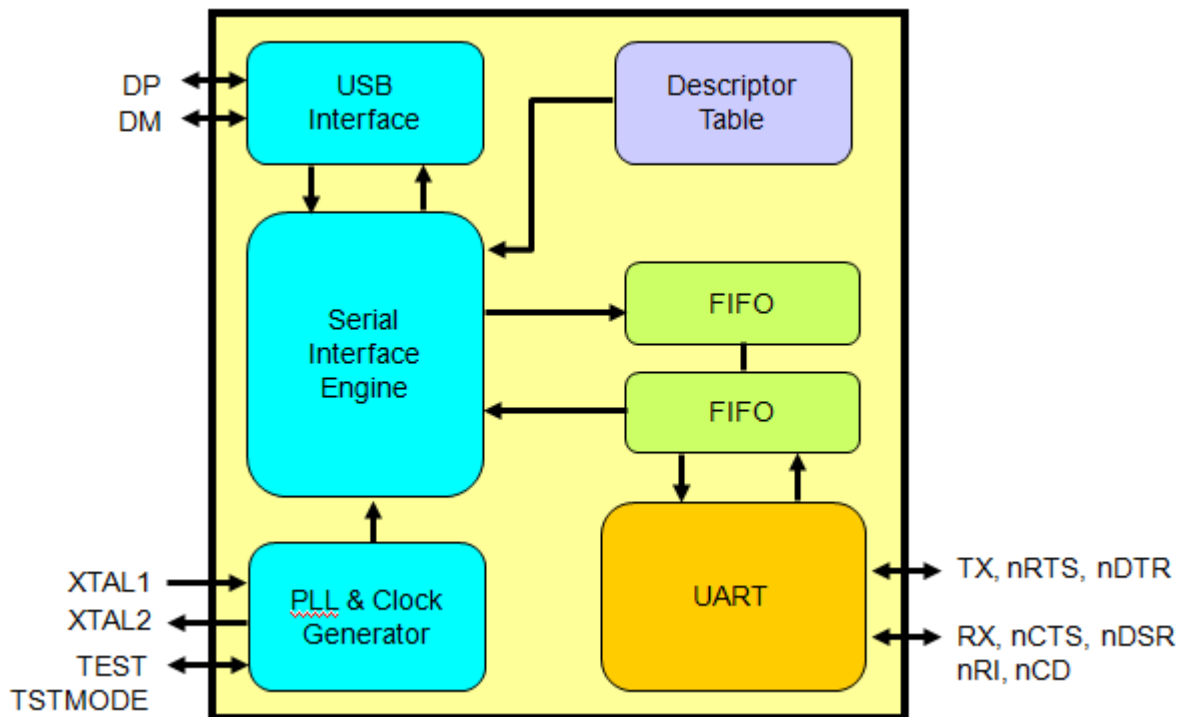 DP
DM
USB
Interface
Descriptor
Table
Serial
Interface
Engine
FIFO
FIFO
XTAL1
XTAL2
TEST
TSTMODE
PLL & Clock
Generator
UART
TX, nRTS, nDTR
RX, nCTS, nDSR
nRI, nCD